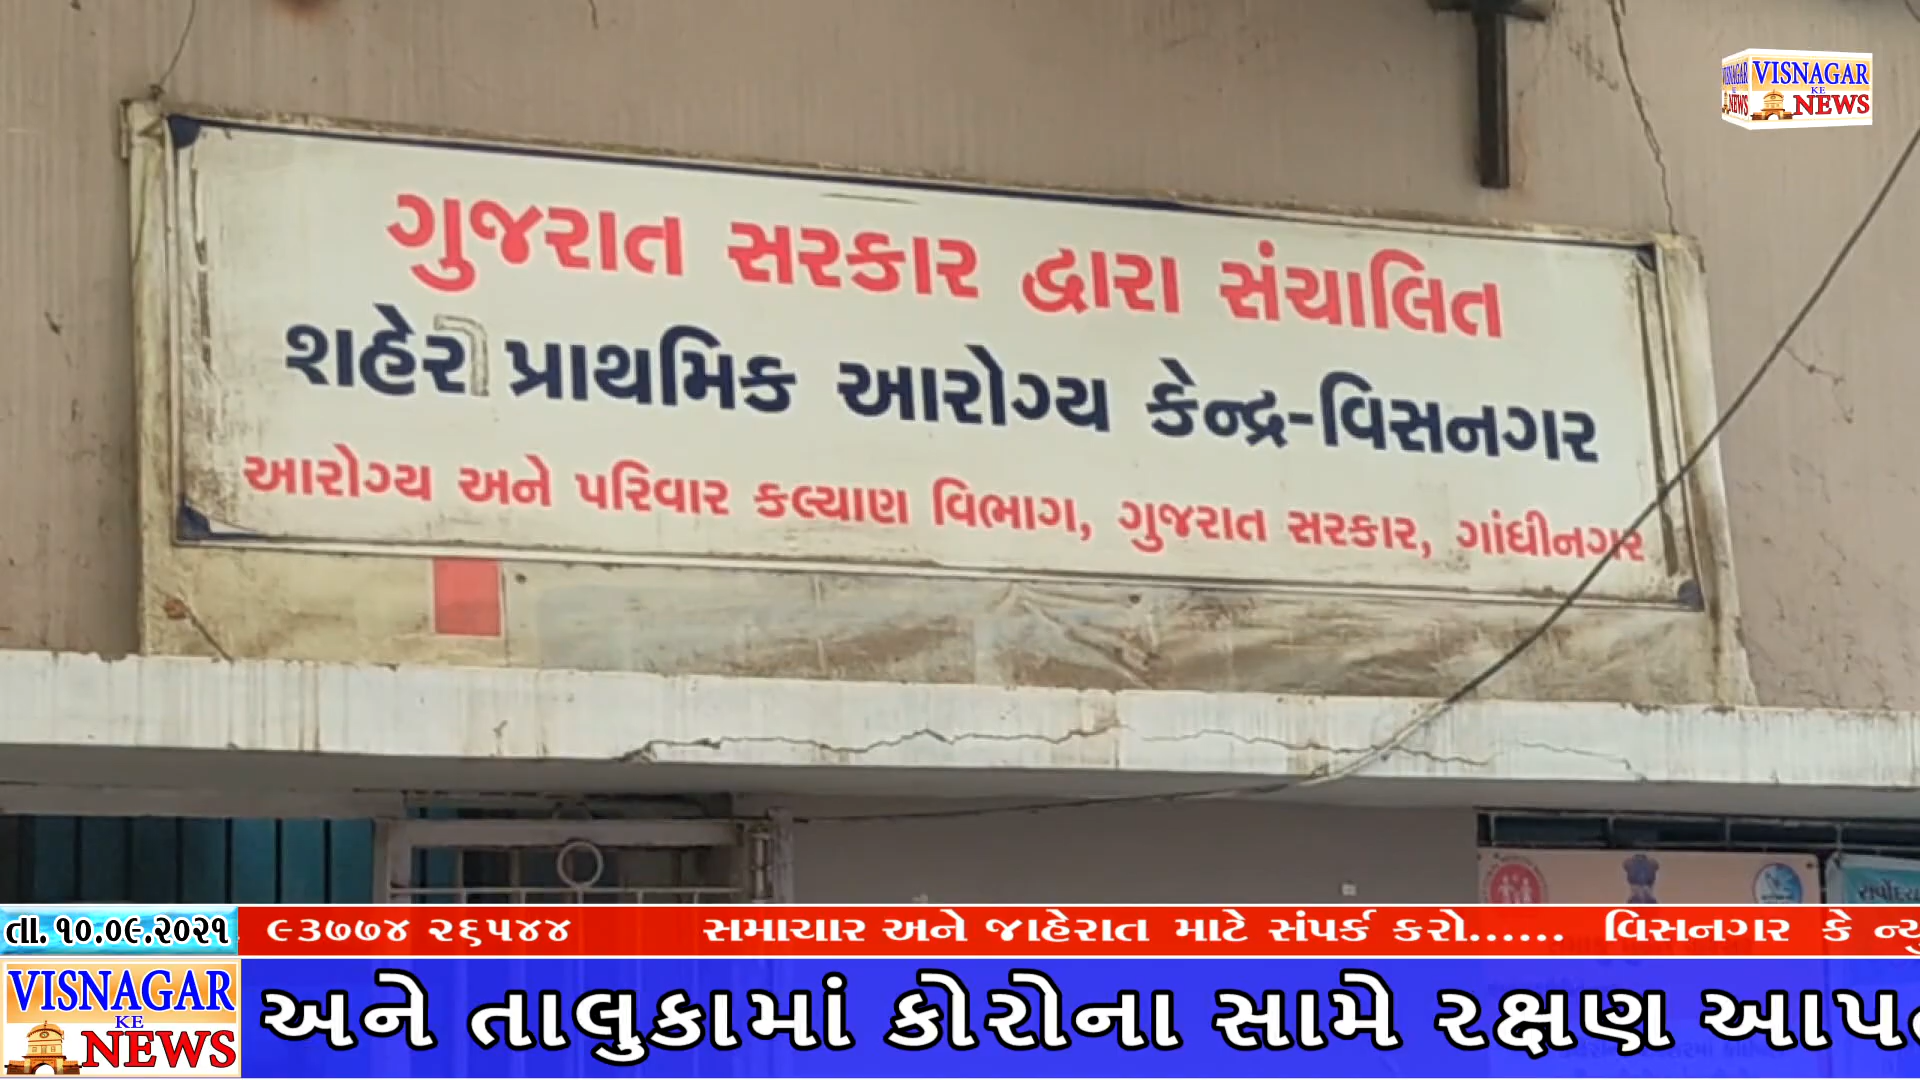 VISNAGAR
KE
NEWS
ગુજરાત સરકાર દ્વારા સંચાલિત
શહેરી પ્રાથમિક આરોગ્ય કેન્દ્ર-વિસનગર
આરોગ્ય અને પરિવાર કલ્યાણ વિભાગ, ગુજરાત સરકાર, ગાંધીનગર
તા. ૧૦.૦૯.૨૦૨૧
૯૩૭૭૪ ૨૬૫૪૪ સમાચાર અને જાહેરાત માટે સંપર્ક કરો...... વિસનગર કે
VISNAGAR
KE
NEWS
અને તાલુકામાં કોરોના સામે રક્ષણ